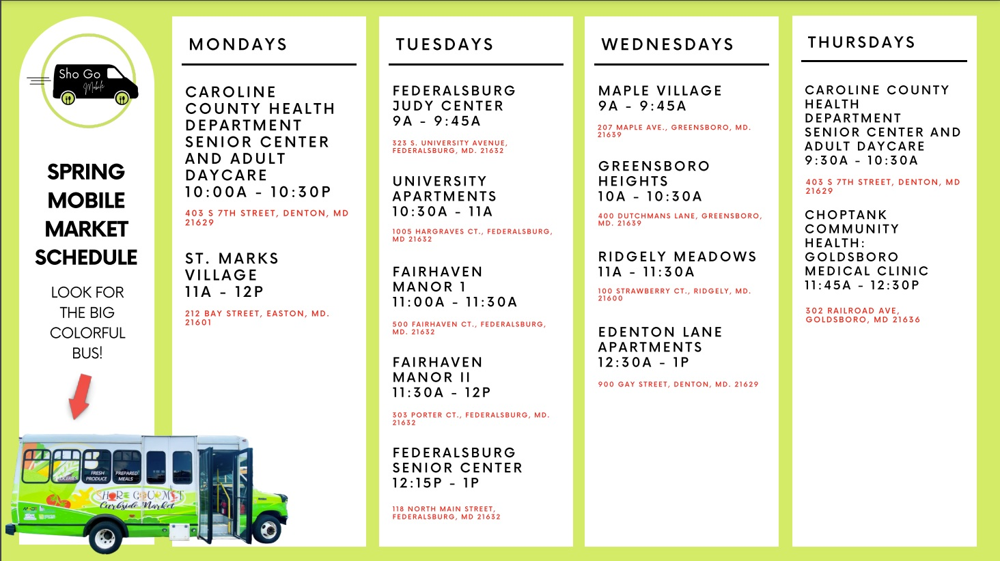 Sho Go
Mobile
SPRING
MOBILE
MARKET
SCHEDULE
LOOK FOR
THE BIG
COLORFUL
BUS!
GROCERIES
FRESH
PRODUCE
PREPARED
MEALS
SHORE GOURMET
Curbside Market
MONDAYS
CAROLINE
COUNTY HEALTH
DEPARTMENT
SENIOR CENTER
AND ADULT
DAYCARE
10:00A - 10:30P
403 S 7TH STREET, DENTON, MD
21629
ST. MARKS
VILLAGE
11A - 12P
212 BAY STREET, EASTON, MD.
21601
TUESDAYS
FEDERALSBURG
JUDY CENTER
9A - 9:45A
323 S. UNIVERSITY AVENUE,
FEDERALSBURG, MD. 21632
UNIVERSITY
APARTMENTS
10:30A - 11A
1005 HARGRAVES CT., FEDERALSBURG,
MD 21632
FAIRHAVEN
MANOR 1
11:00A - 11:30A
500 FAIRHAVEN CT., FEDERALSBURG,
MD. 21632
FAIRHAVEN
MANOR II
11:30A - 12P
303 PORTER CT., FEDERALSBURG, MD.
21632
FEDERALSBURG
SENIOR CENTER
12:15P - 1P
118 NORTH MAIN STREET,
FEDERALSBURG, MD 21632
WEDNESDAYS
MAPLE VILLAGE
9A - 9:45A
207 MAPLE AVE., GREENSBORO, MD.
21639
GREENSBORO
HEIGHTS
10A - 10:30A
400 DUTCHMANS LANE, GREENSBORO,
MD. 21639
RIDGELY MEADOWS
11A - 11:30A
100 STRAWBERRY CT., RIDGELY, MD.
21600
EDENTON LANE
APARTMENTS
12:30A - 1P
900 GAY STREET, DENTON, MD. 21629
THURSDAYS
CAROLINE COUNTY
HEALTH
DEPARTMENT
SENIOR CENTER AND
ADULT DAYCARE
9:30A - 10:30A
403 S 7TH STREET, DENTON, MD
21629
CHOPTANK
COMMUNITY
HEALTH:
GOLDSBORO
MEDICAL CLINIC
11:45A - 12:30P
302 RAILROAD AVE,
GOLDSBORO, MD 21636